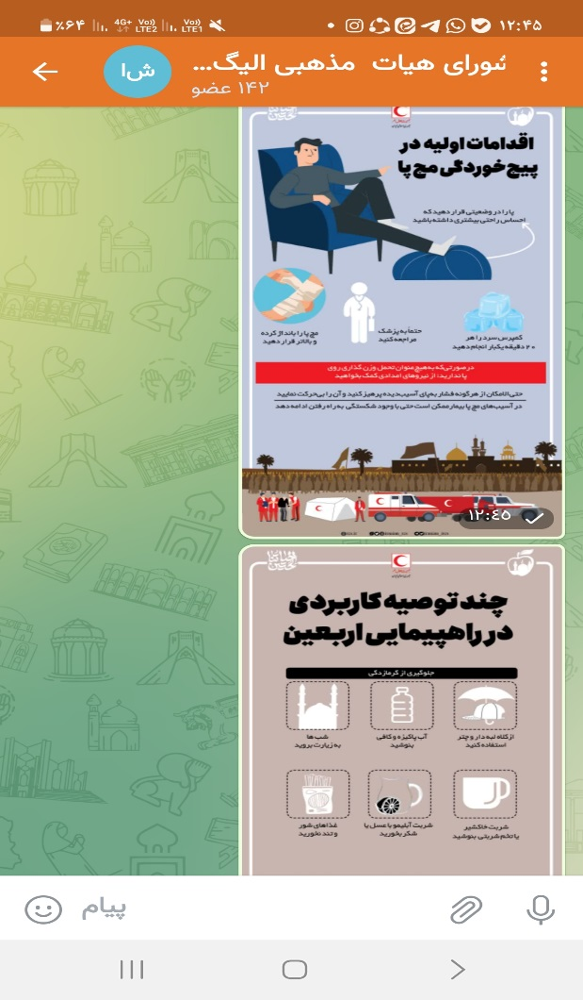 ٪۶۴ 4G+ Vo)) LTE2 Vo)) LTE1 ۱۲:۴۵
شورای هیات مذهبی الیگ...
شا
۱۴۲ عضو
اقدامات اولیه در
پیچ‌خوردگی مچ پا
پا را در وضعیتی قرار دهید که
احساس راحتی بیشتری داشته باشید
کمپرس سرد را هر
۲۰ دقیقه یکبار انجام دهید
حتماً به پزشک
مراجعه کنید
مچ پا را بانداژ کرده
و بالاتر قرار دهید
در صورتی‌که به هیچ عنوان تحمل وزن گذاری روی
پا ندارید؛ از نیروهای امدادی کمک بخواهید
حتی‌الامکان از هرگونه فشار به پای آسیب‌دیده پرهیز کنید و آن را بی‌حرکت نمایید
در آسیب‌های مچ پا بیمار ممکن است حتی با وجود شکستگی به راه رفتن ادامه دهد
۱۲:٤٥
چند توصیه کاربردی
در راهپیمایی اربعین
جلوگیری از گرمازدگی
از کلاه لبه‌دار و چتر
استفاده کنید
آب پاکیزه و کافی
بنوشید
شب ها
به زیارت بروید
شربت خاکشیر
یا تخم شربتی بنوشید
شربت آبلیمو با عسل یا
شکر بخورید
غذاهای شور
و تند نخورید
پیام